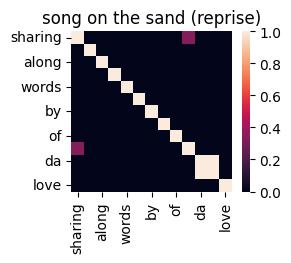 song on the sand (reprise)
sharing
along
words
by
of
da
love
1.0
0.8
0.6
0.4
0.2
0.0
sharing
along
words
by
of
da
love